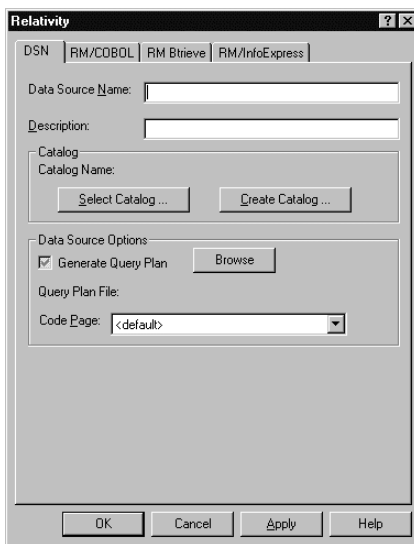 Relativity
DSN RM/COBOL RM Btrieve RM/InfoExpress
Data Source Name:
Description:
Catalog
Catalog Name:
Select Catalog ... Create Catalog ...
Data Source Options
Generate Query Plan Browse
Query Plan File:
Code Page: <default>
OK Cancel Apply Help